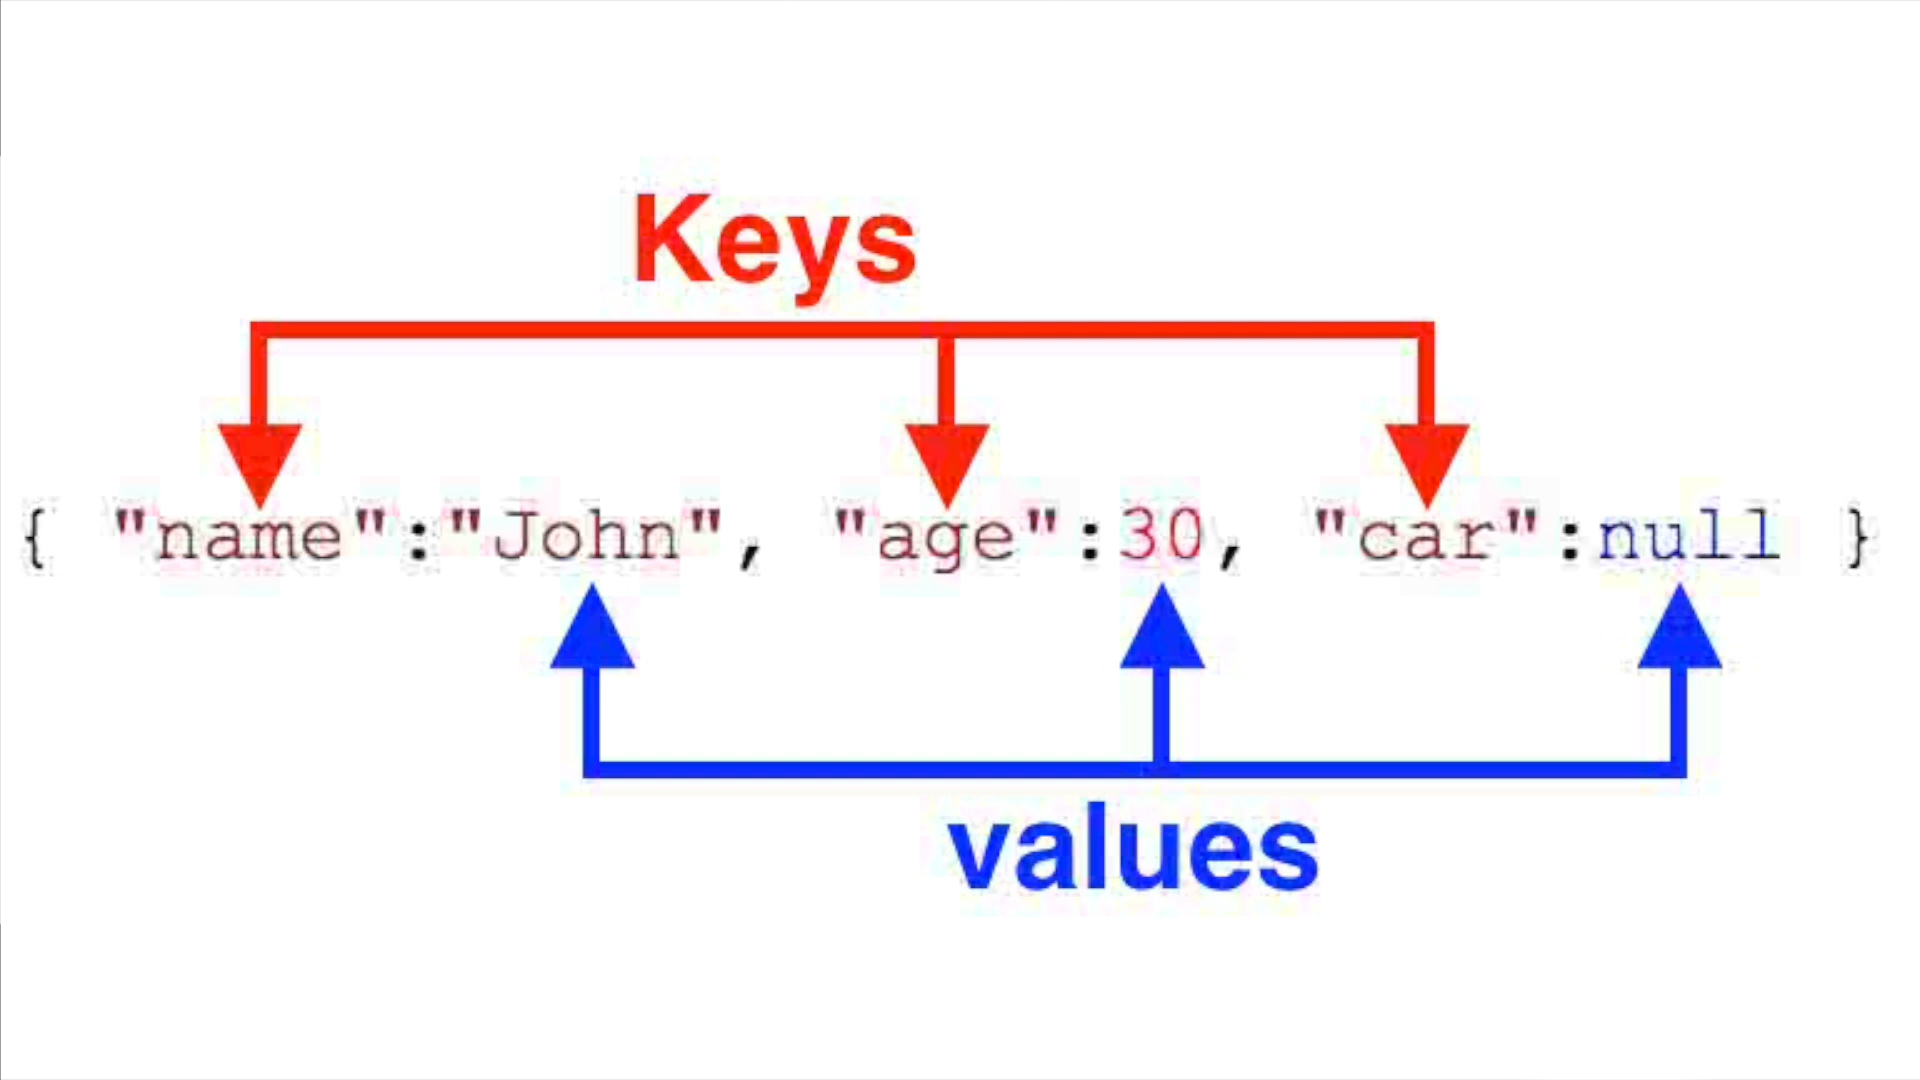 Keys
{ "name":"John", "age":30, "car":null }
values